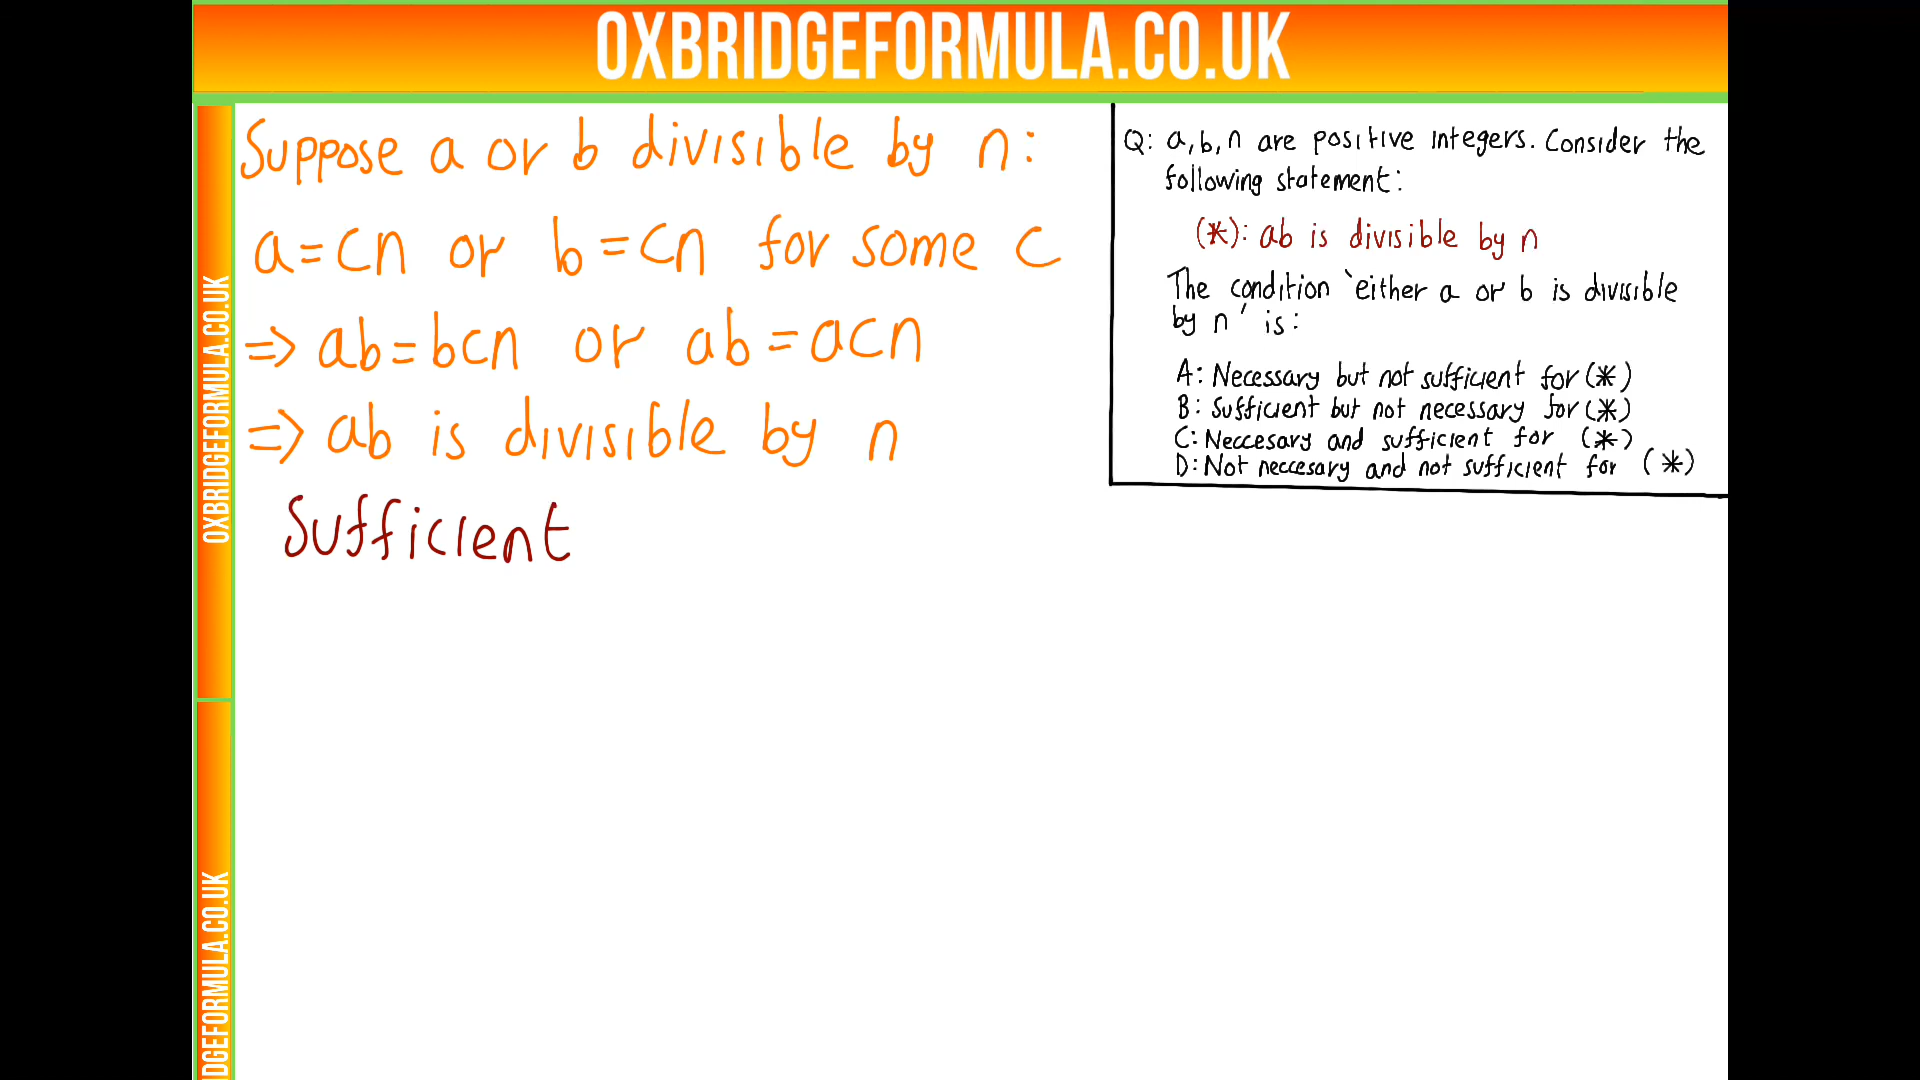 OXBRIDGEFORMULA.CO.UK
OXBRIDGEFORMULA.CO.UK
DGEFORMULA.CO.UK
Suppose a or b divisible by n:
a=cn or b=cn for some c
=> ab=bcn or ab=acn
=> ab is divisible by n
Sufficient
Q: a,b,n are positive integers. Consider the
following statement:
(*): ab is divisible by n
The condition `either a or b is divisible
by n ' is:
A: Necessary but not sufficient for (*)
B: Sufficient but not necessary for (*)
C: Neccesary and sufficient for (*)
D: Not neccesary and not sufficient for (*)